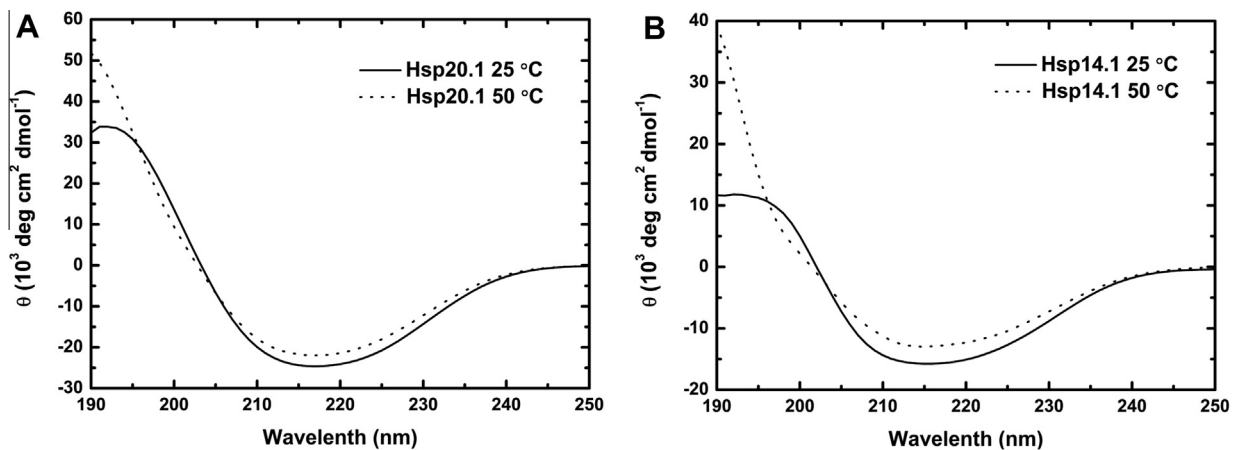 A
60
50
40
30
20
10
0
-10
-20
-30
θ (10³ deg cm² dmol⁻¹)
Hsp20.1 25 °C
Hsp20.1 50 °C
190 200 210 220 230 240 250
Wavelenth (nm)
B
40
30
20
10
0
-10
-20
θ (10³ deg cm² dmol⁻¹)
Hsp14.1 25 °C
Hsp14.1 50 °C
190 200 210 220 230 240 250
Wavelenth (nm)